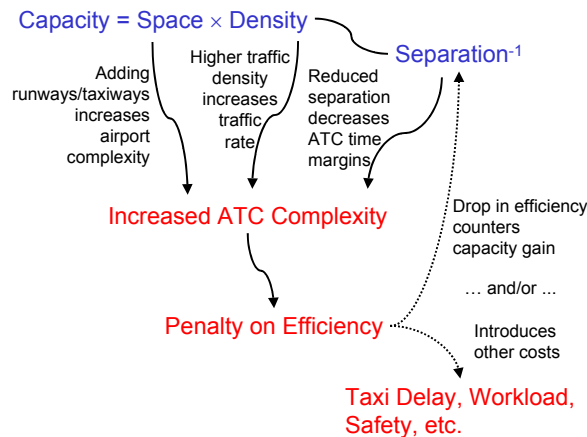 Capacity = Space × Density
Separation⁻¹
Adding
runways/taxiways
increases
airport
complexity
Higher traffic
density
increases
traffic
rate
Reduced
separation
decreases
ATC time
margins
Increased ATC Complexity
Drop in efficiency
counters
capacity gain
… and/or ...
Penalty on Efficiency
Introduces
other costs
Taxi Delay, Workload,
Safety, etc.